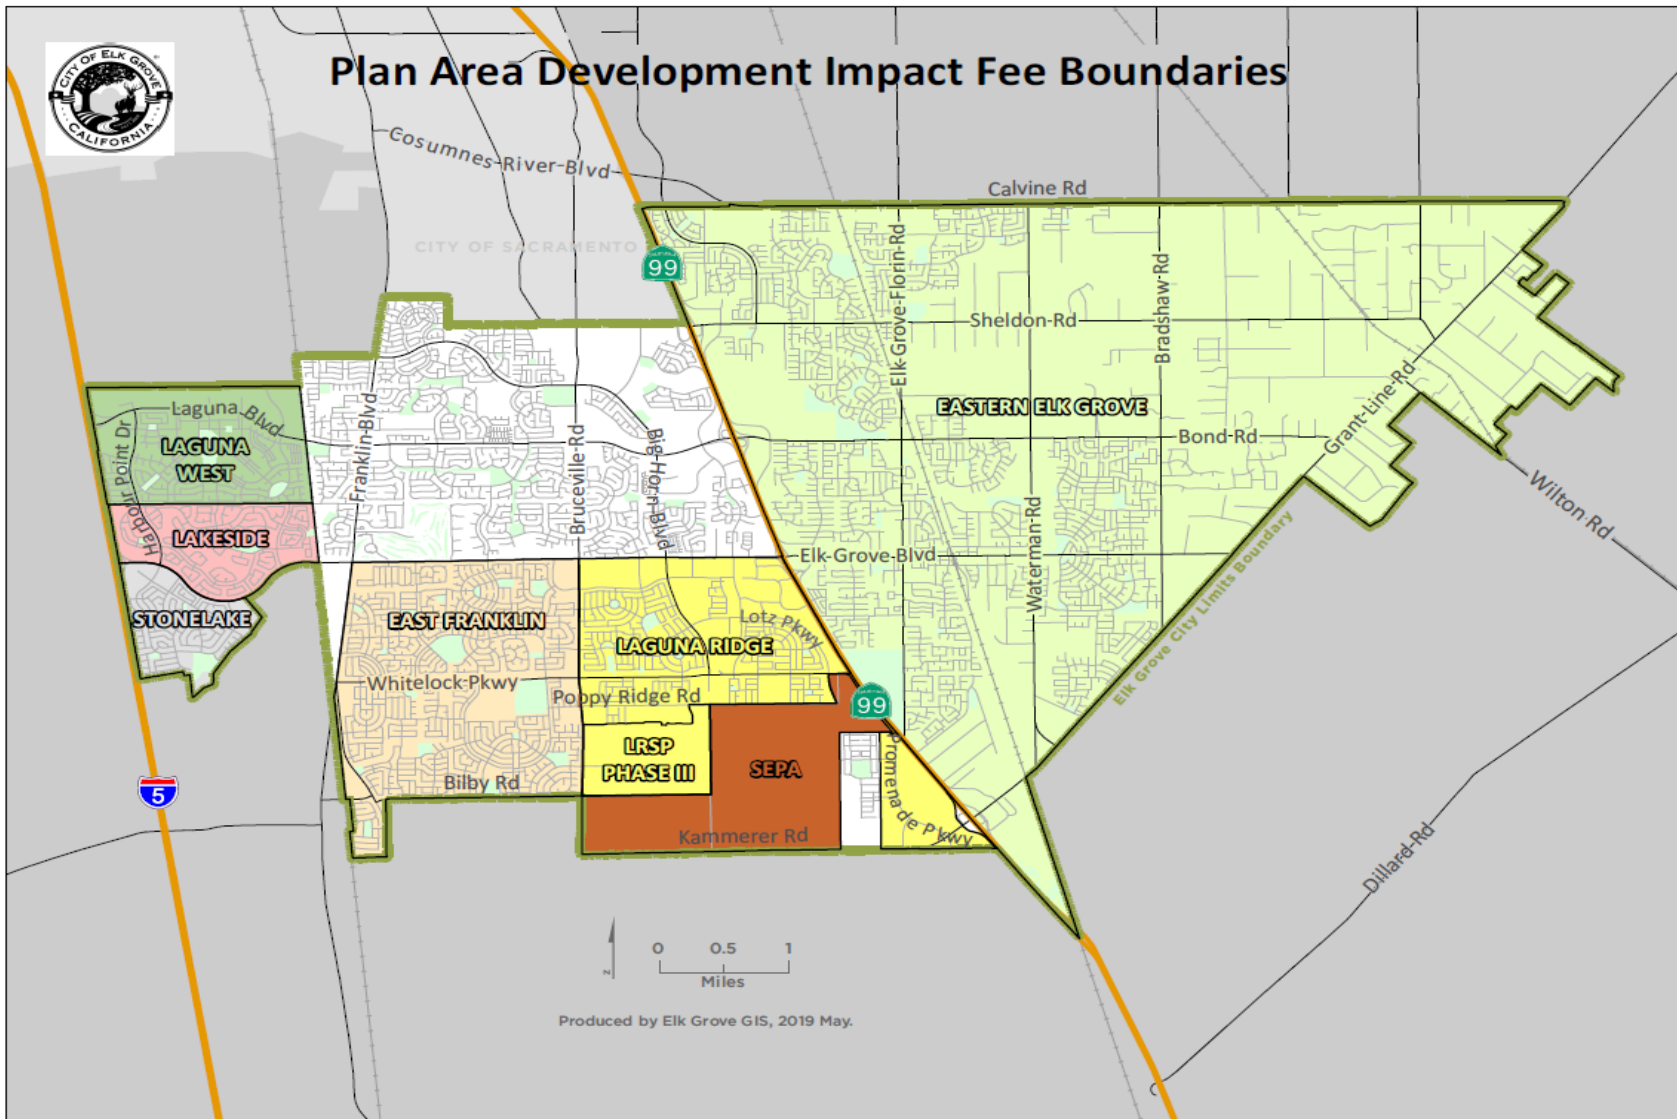 Plan Area Development Impact Fee Boundaries
CITY OF ELK GROVE
CALIFORNIA
Cosumnes-River-Blvd
Calvine Rd
CITY OF SACRAMENTO
99
Sheldon-Rd
Elk-Grove-Florin-Rd
Bradshaw-Rd
Laguna Blvd
LAGUNA
WEST
Harbour Point Dr
Franklin-Blvd
Bruceville-Rd
Big-Horn-Blvd
EASTERN ELK GROVE
Bond-Rd
Grant-Line-Rd
Wilton Rd
LAKESIDE
Elk-Grove-Blvd
Waterman-Rd
Elk Grove City Limits Boundary
STONELAKE
EAST FRANKLIN
LAGUNA RIDGE
Lotz Pkwy
Whitelock-Pkwy
Poppy Ridge Rd
99
LRSP
PHASE III
SEPA
Promenade Pkwy
Bilby Rd
5
Kammerer Rd
Dillard-Rd
N
0 0.5 1
Miles
Produced by Elk Grove GIS, 2019 May.